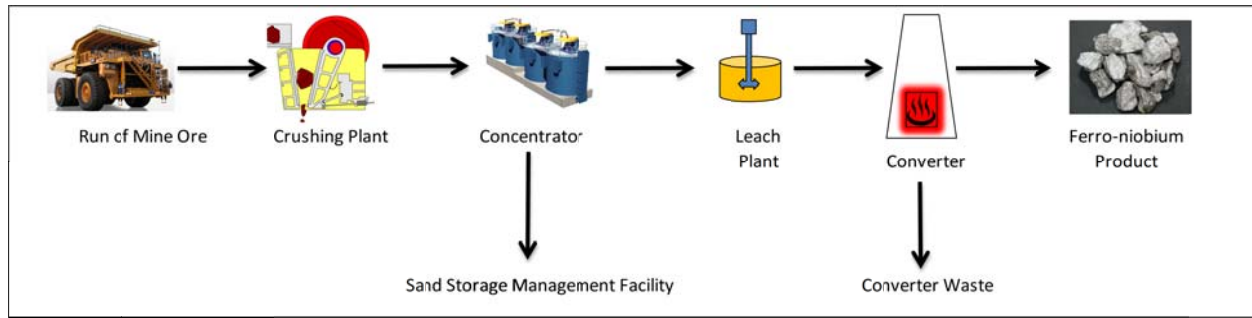 Run of Mine Ore
Crushing Plant
Concentrator
Leach
Plant
Converter
Ferro-niobium
Product
Sand Storage Management Facility
Converter Waste